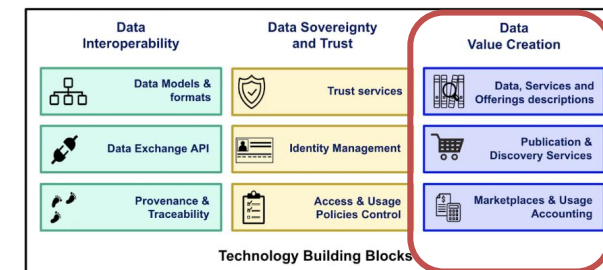 Data
Interoperability
Data Models &
formats
Data Exchange API
Provenance &
Traceability
Data Sovereignty
and Trust
Trust services
Identity Management
Access & Usage
Policies Control
Data
Value Creation
Data, Services and
Offerings descriptions
Publication &
Discovery Services
Marketplaces & Usage
Accounting
Technology Building Blocks